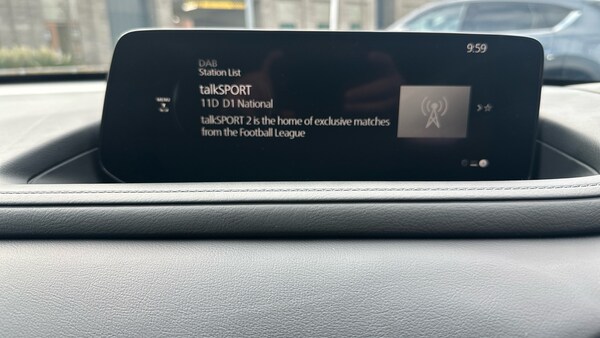 9:59
DAB
Station List
talkSPORT
11D D1 National
talkSPORT 2 is the home of exclusive matches
from the Football League
MENU